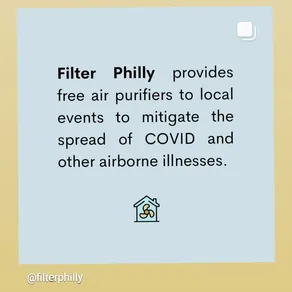 Filter Philly provides
free air purifiers to local
events to mitigate the
spread of COVID and
other airborne illnesses.
@filterphilly